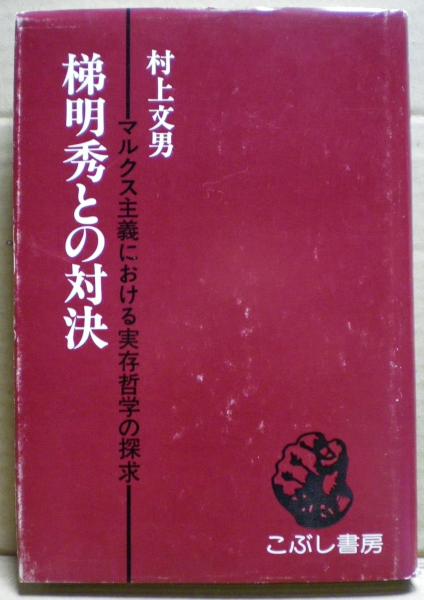 村上文男
マルクス主義における実存哲学の探求
梯明秀との対決
こぶし書房